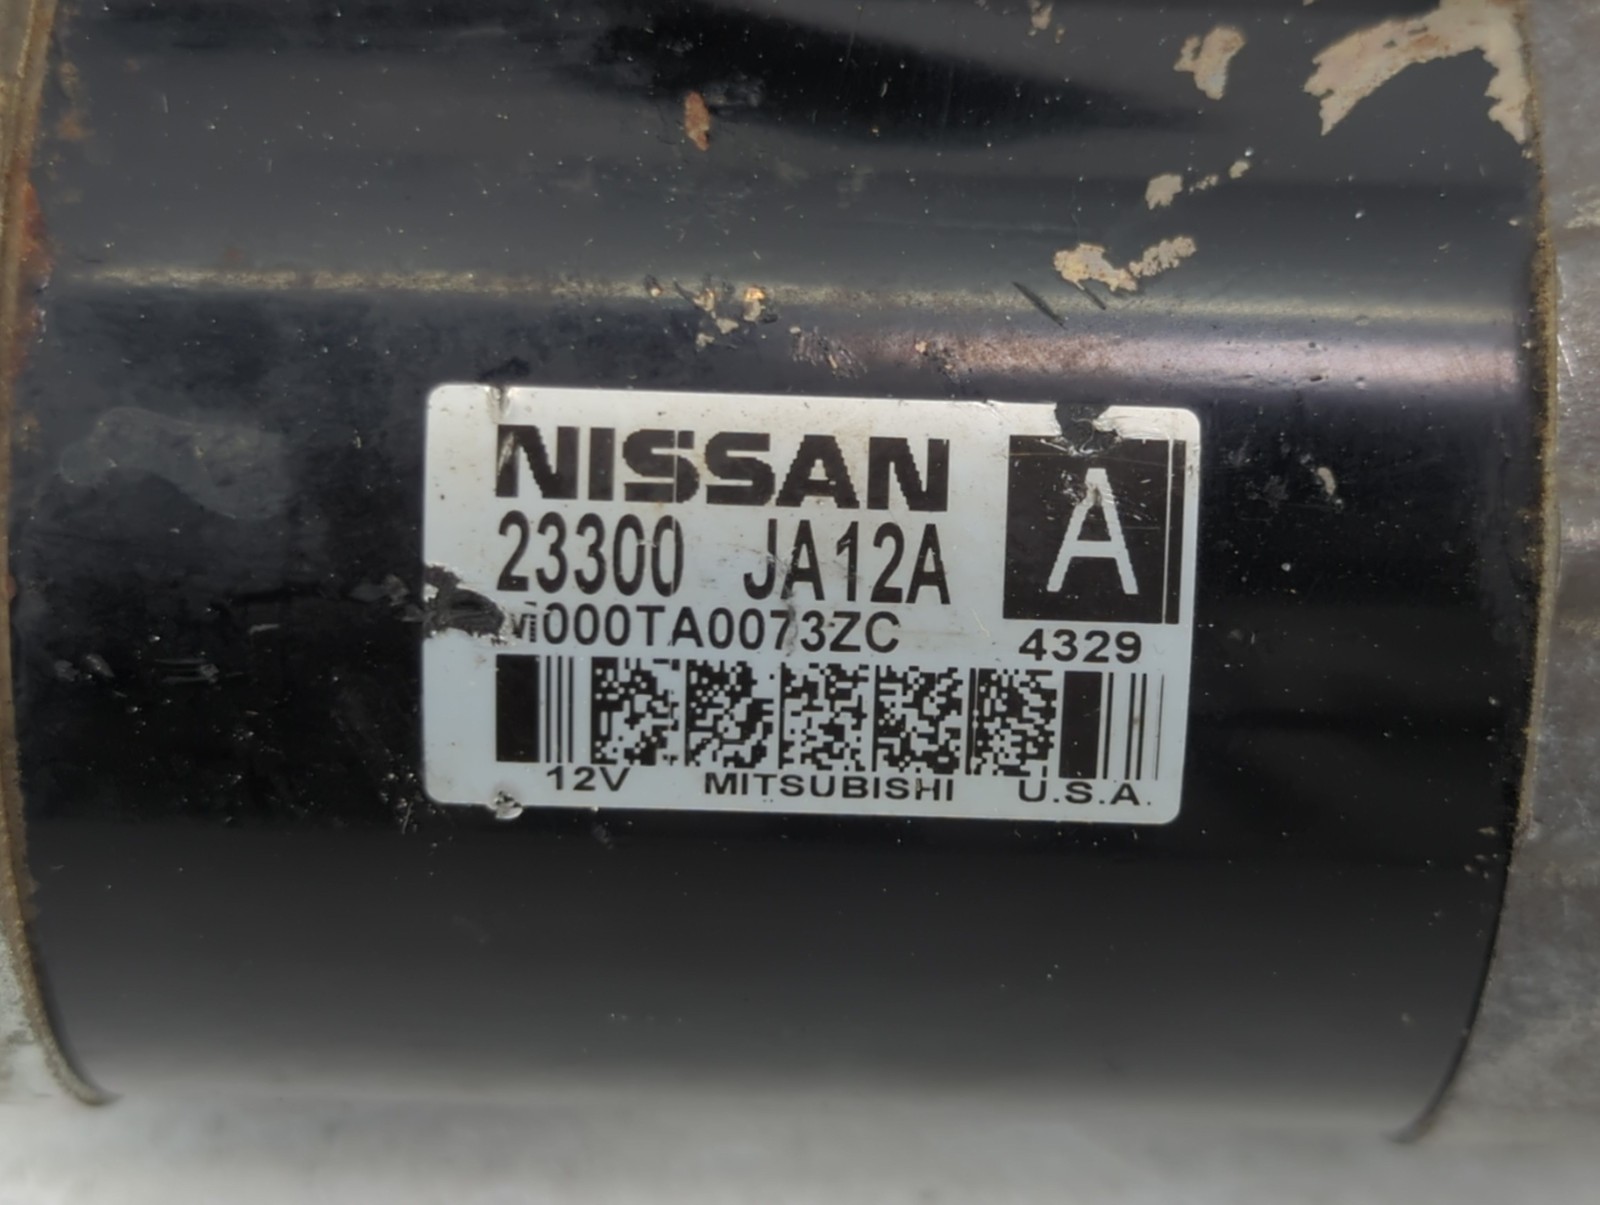 NISSAN
A
23300 JA12A
M000TA0073ZC
4329
12V MITSUBISHI U.S.A.